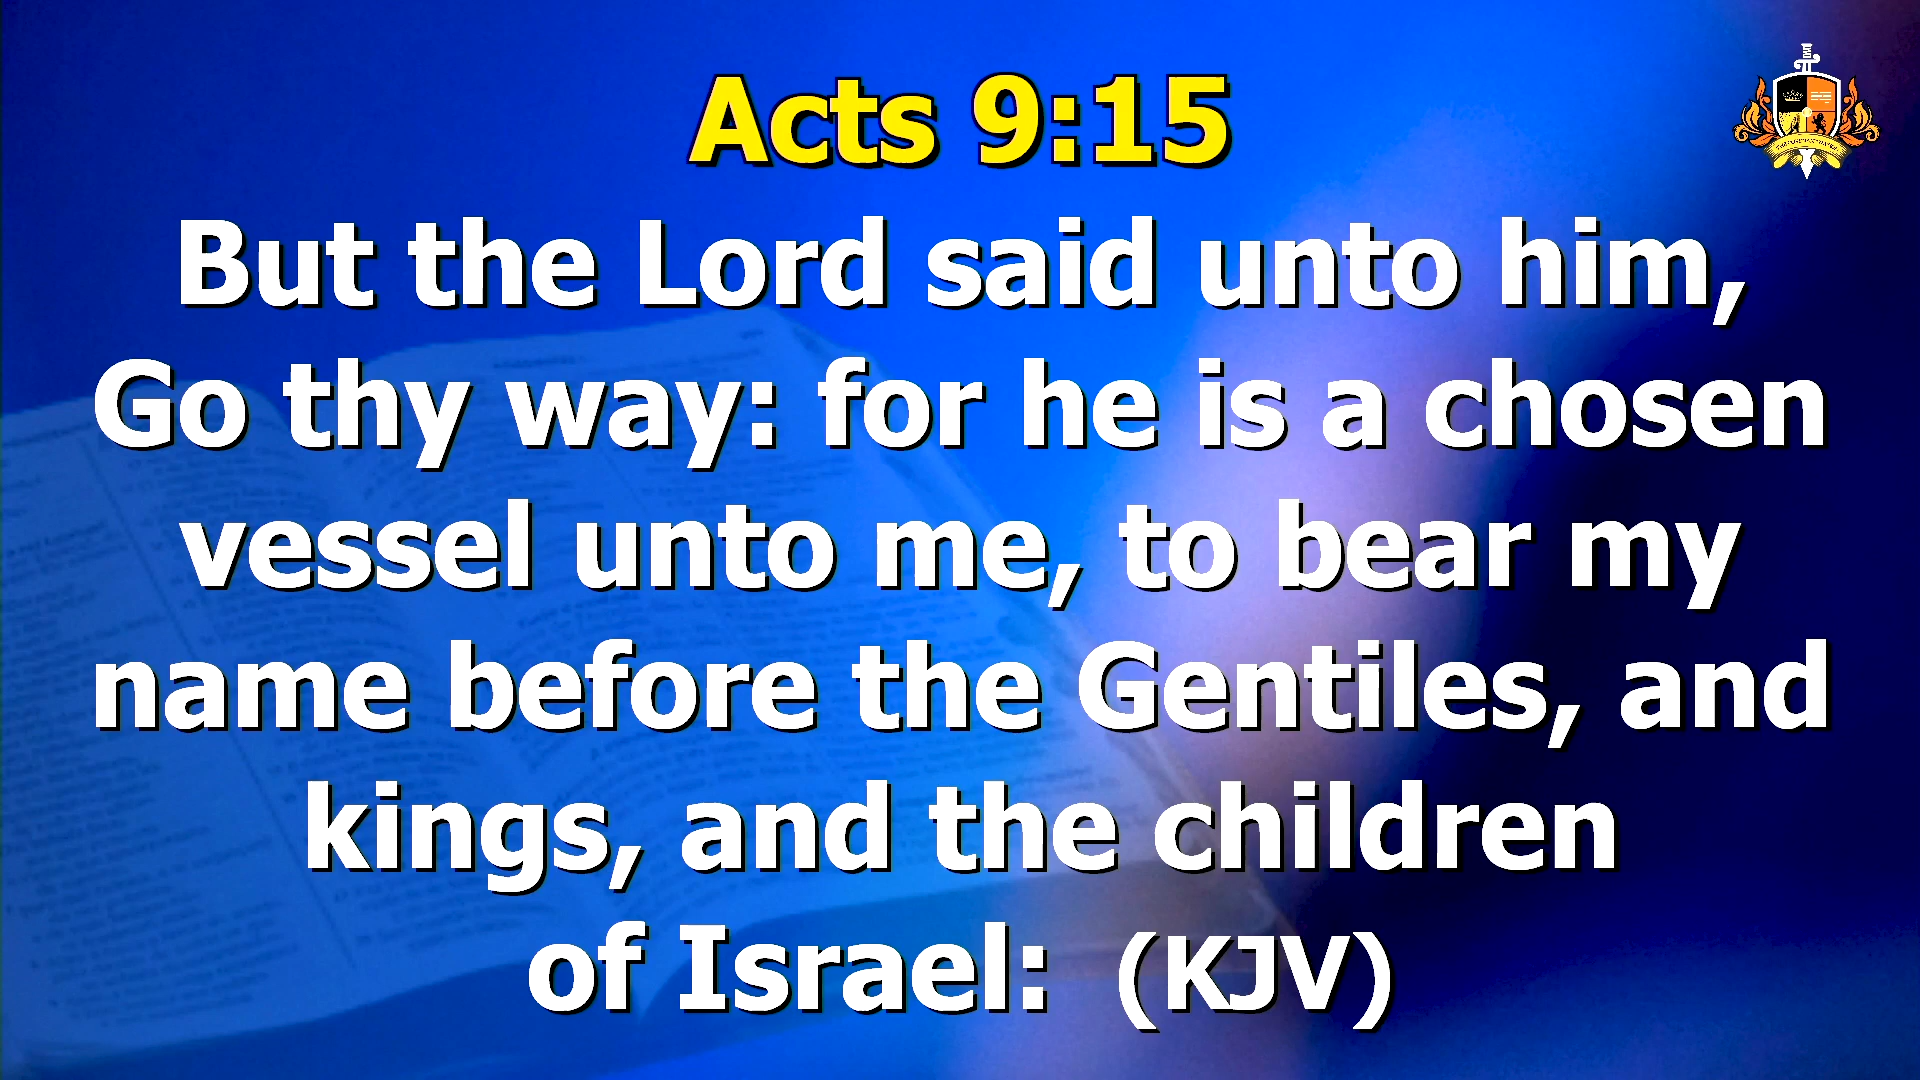 Acts 9:15
But the Lord said unto him,
Go thy way: for he is a chosen
vessel unto me, to bear my
name before the Gentiles, and
kings, and the children
of Israel:  (KJV)